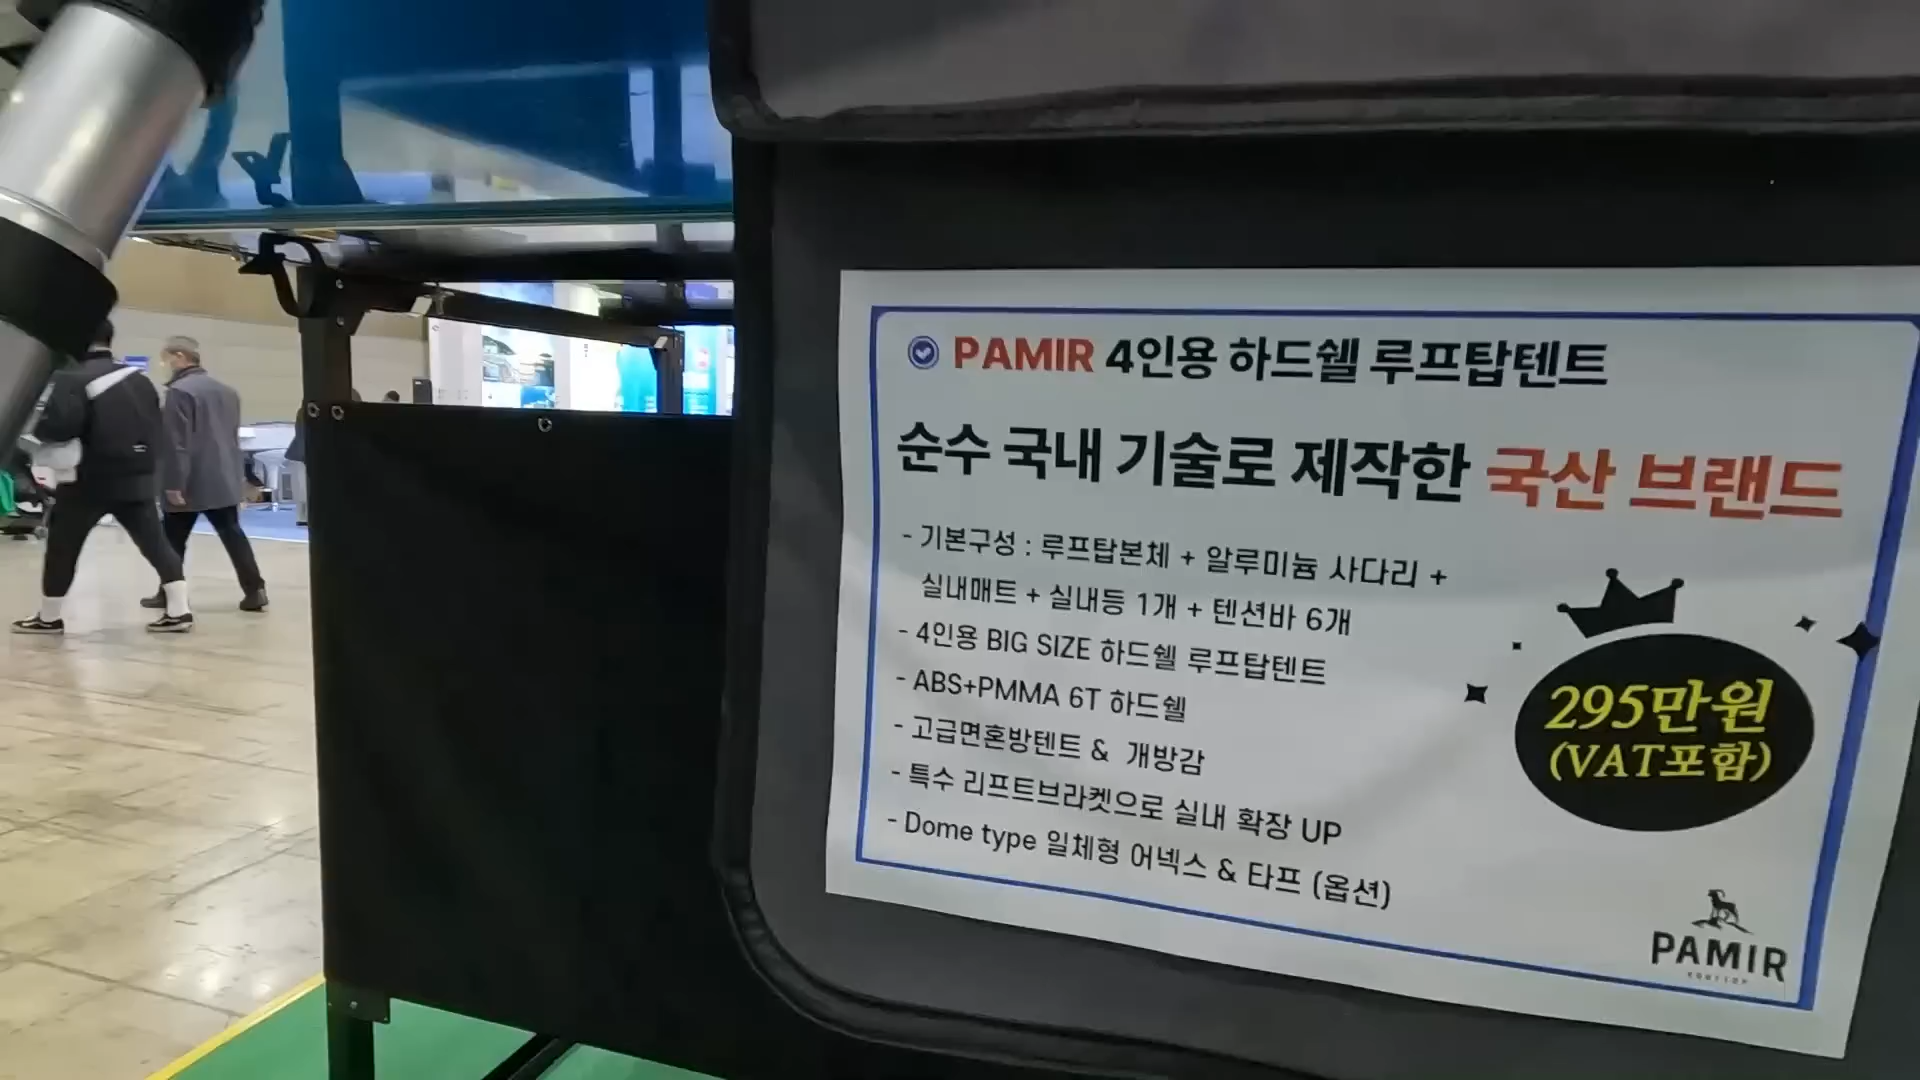 PAMIR 4인용 하드쉘 루프탑텐트
순수 국내 기술로 제작한 국산 브랜드
- 기본구성 : 루프탑본체 + 알루미늄 사다리 +
실내매트 + 실내등 1개 + 텐션바 6개
- 4인용 BIG SIZE 하드쉘 루프탑텐트
- ABS+PMMA 6T 하드쉘
- 고급면혼방텐트 & 개방감
- 특수 리프트브라켓으로 실내 확장 UP
- Dome type 일체형 어넥스 & 타프 (옵션)
295만원
(VAT포함)
PAMIR
ROOFTOP